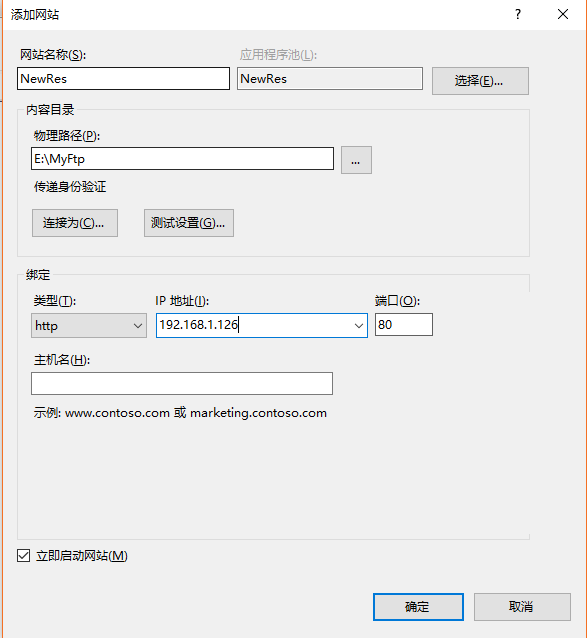 添加网站
?
网站名称(S):
应用程序池(L):
NewRes
NewRes
选择(E)...
内容目录
物理路径(P):
E:\MyFtp
...
传递身份验证
连接为(C)...
测试设置(G)...
绑定
类型(T):
IP 地址(I):
端口(O):
http
192.168.1.126
80
主机名(H):
示例: www.contoso.com 或 marketing.contoso.com
立即启动网站(M)
确定
取消